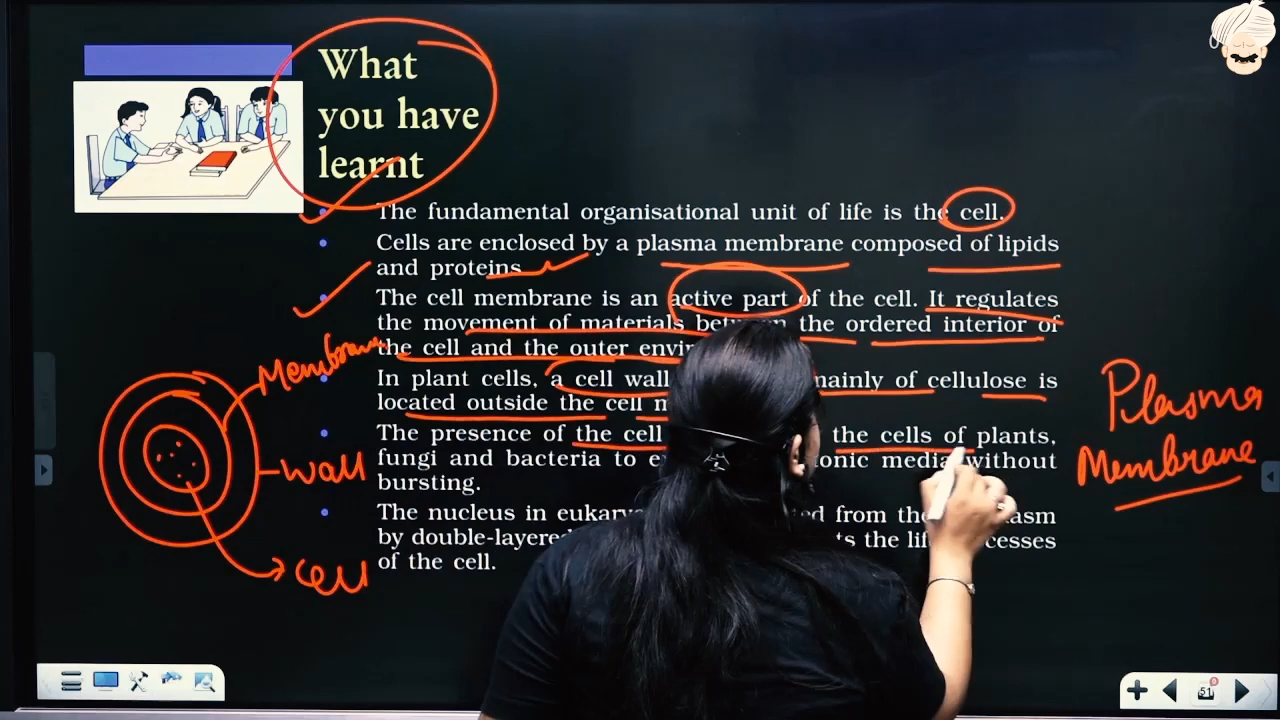 What
you have
learnt
• The fundamental organisational unit of life is the cell.
• Cells are enclosed by a plasma membrane composed of lipids
and proteins
• The cell membrane is an active part of the cell. It regulates
the movement of materials between the ordered interior of
the cell and the outer
• In plant cells, a cell wall mainly of cellulose is
located outside the cell
• The presence of the cell the cells of plants,
fungi and bacteria to media without
bursting.
• The nucleus in from the
by double-layered the
of the cell.
Membrane
Wall
Cell
Plasma
Membrane
51